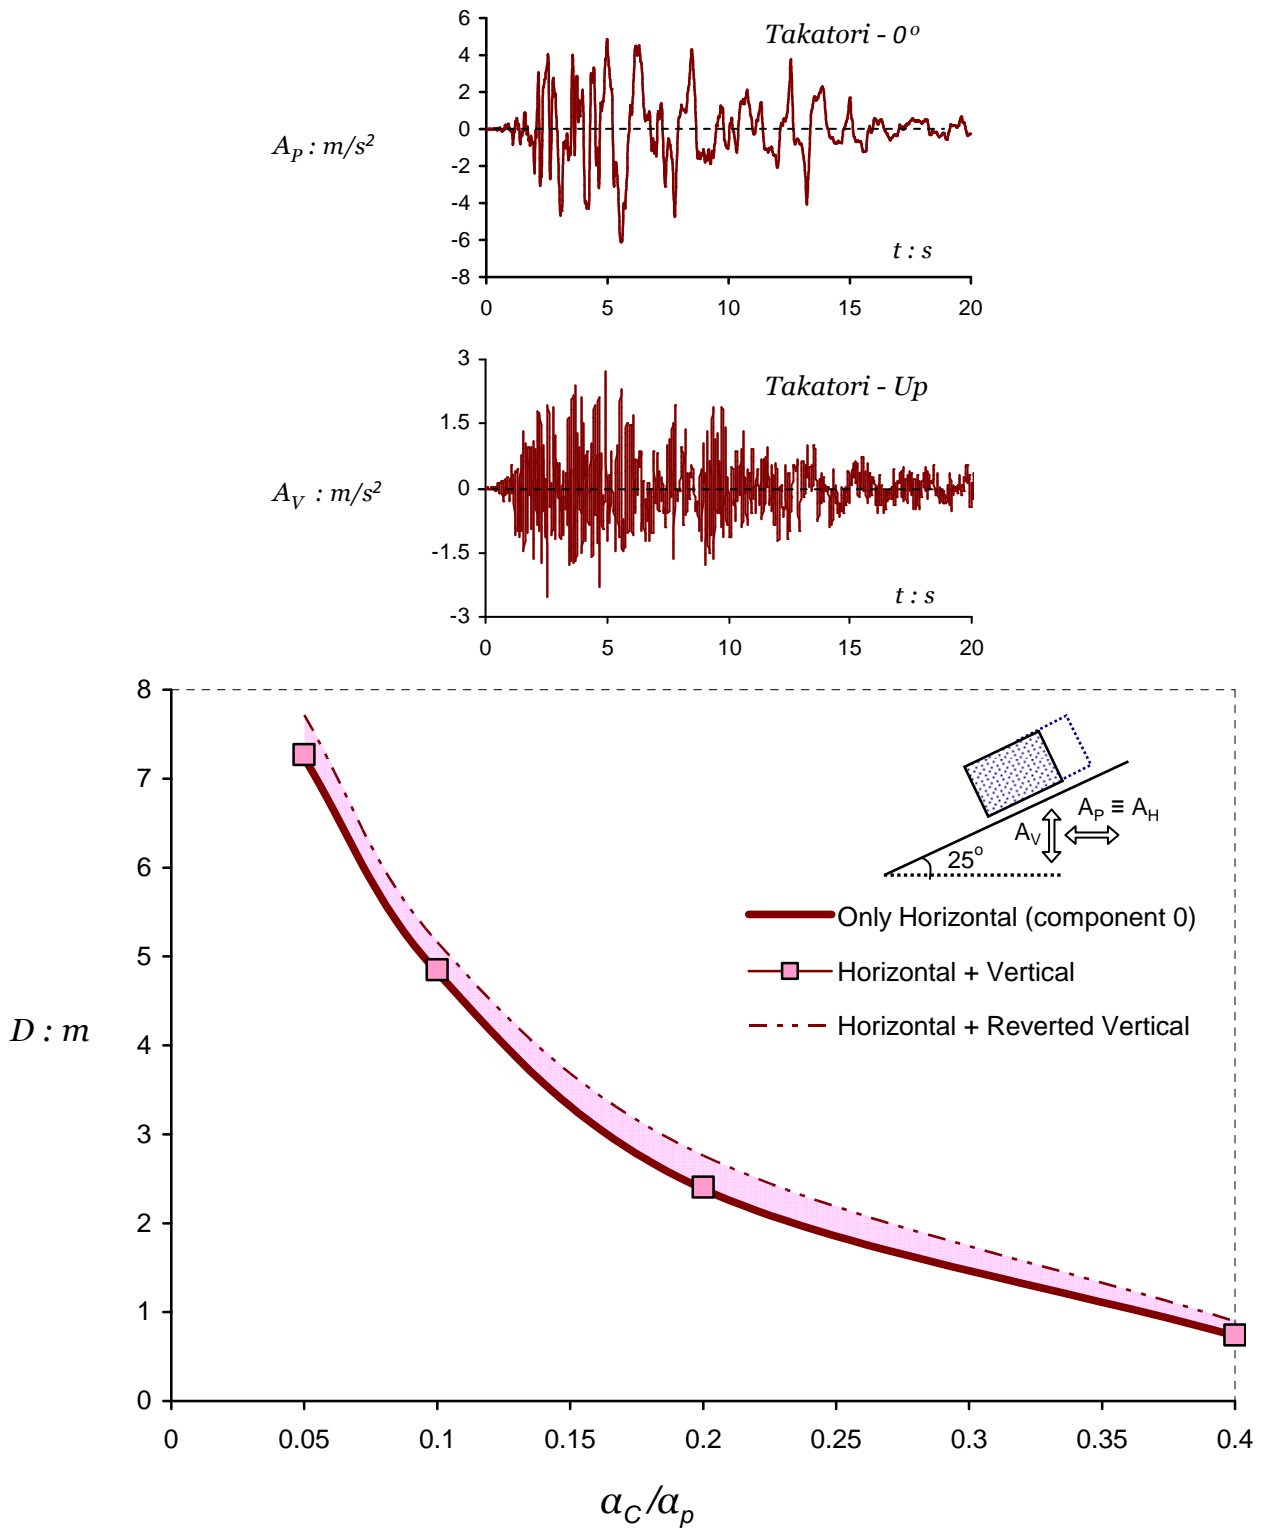 6
4
2
0
-2
-4
-6
-8
Takatori - 0º
A_P : m/s²
t : s
0 5 10 15 20
3
1.5
0
-1.5
-3
Takatori - Up
A_V : m/s²
t : s
0 5 10 15 20
8
7
6
5
4
3
2
1
0
A_P ≡ A_H
A_V
25°
Only Horizontal (component 0)
Horizontal + Vertical
Horizontal + Reverted Vertical
D : m
0 0.05 0.1 0.15 0.2 0.25 0.3 0.35 0.4
α_C/α_p